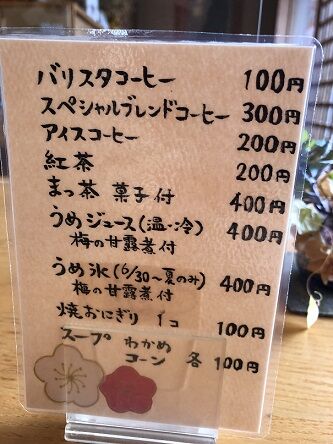 バリスタコーヒー 100円
スペシャルブレンドコーヒー 300円
アイスコーヒー 200円
紅茶 200円
まっ茶 菓子付 400円
うめジュース(温・冷) 400円
梅の甘露煮付
うめ氷(6/30〜夏のみ) 400円
梅の甘露煮付
焼おにぎり 1コ 100円
スープ わかめ
コーン 各100円